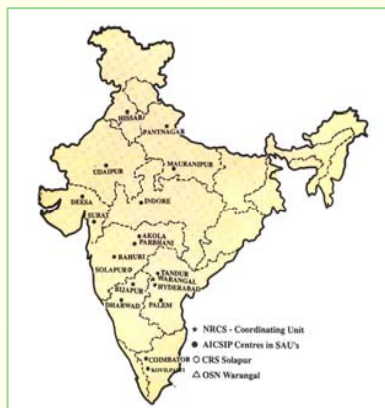 HISSAR
PANTNAGAR
UDAIPUR
MAURANIPUR
DEESA
INDORE
SURAT
AKOLA
PARBHANI
RAHURI
SOLAPUR
TANDUR
WARANGAL
HYDERABAD
BIJAPUR
DHARWAD
PALEM
NRCS - Coordinating Unit
AICSIP Centres in SAU's
CRS Solapur
OSN Warangal
COIMBATOR
KOVILPATTI